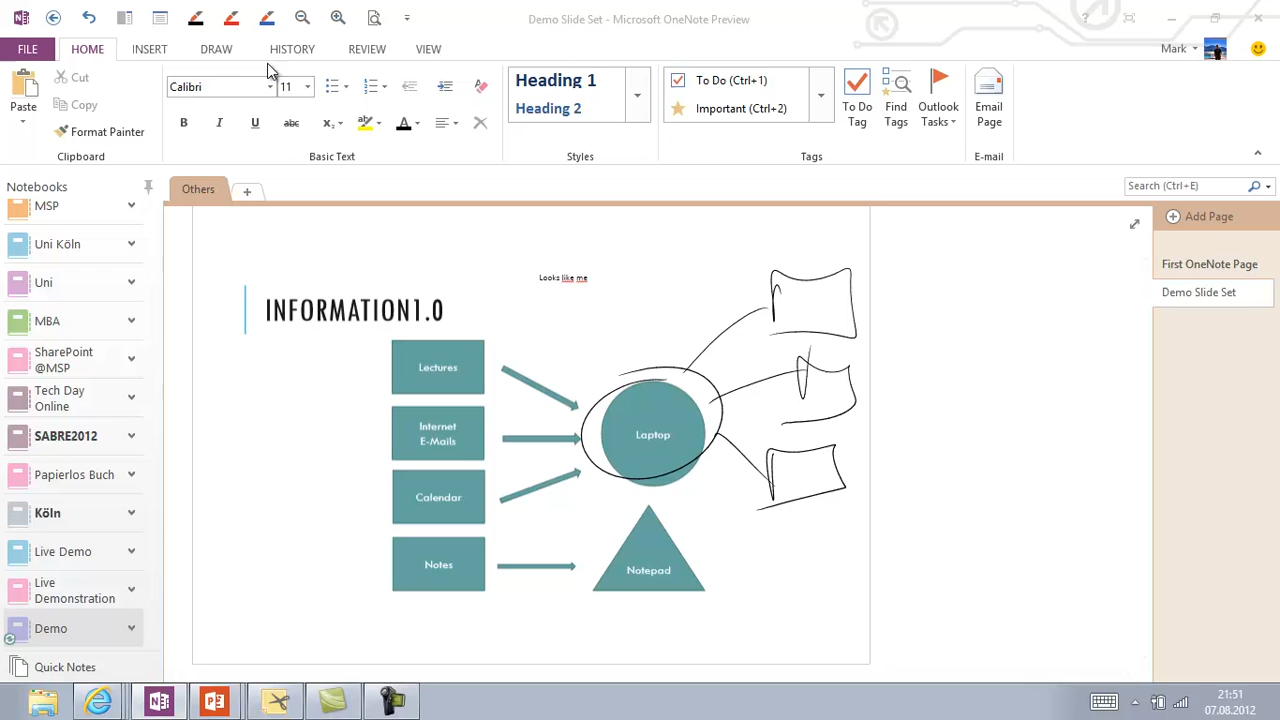 Demo Slide Set - Microsoft OneNote Preview
?
FILE
HOME
INSERT
DRAW
HISTORY
REVIEW
VIEW
Mark
Paste
Cut
Copy
Format Painter
Clipboard
Calibri
11
B
I
U
abc
Basic Text
Heading 1
Heading 2
Styles
To Do (Ctrl+1)
Important (Ctrl+2)
To Do
Tag
Find
Tags
Outlook
Tasks
Tags
Email
Page
E-mail
Notebooks
MSP
Uni Köln
Uni
MBA
SharePoint
@MSP
Tech Day
Online
SABRE2012
Papierlos Buch
Köln
Live Demo
Live
Demonstration
Demo
Quick Notes
Others
Search (Ctrl+E)
Add Page
First OneNote Page
Demo Slide Set
Looks like me
INFORMATION1.0
Lectures
Internet
E-Mails
Calendar
Notes
Laptop
Notepad
21:51
07.08.2012